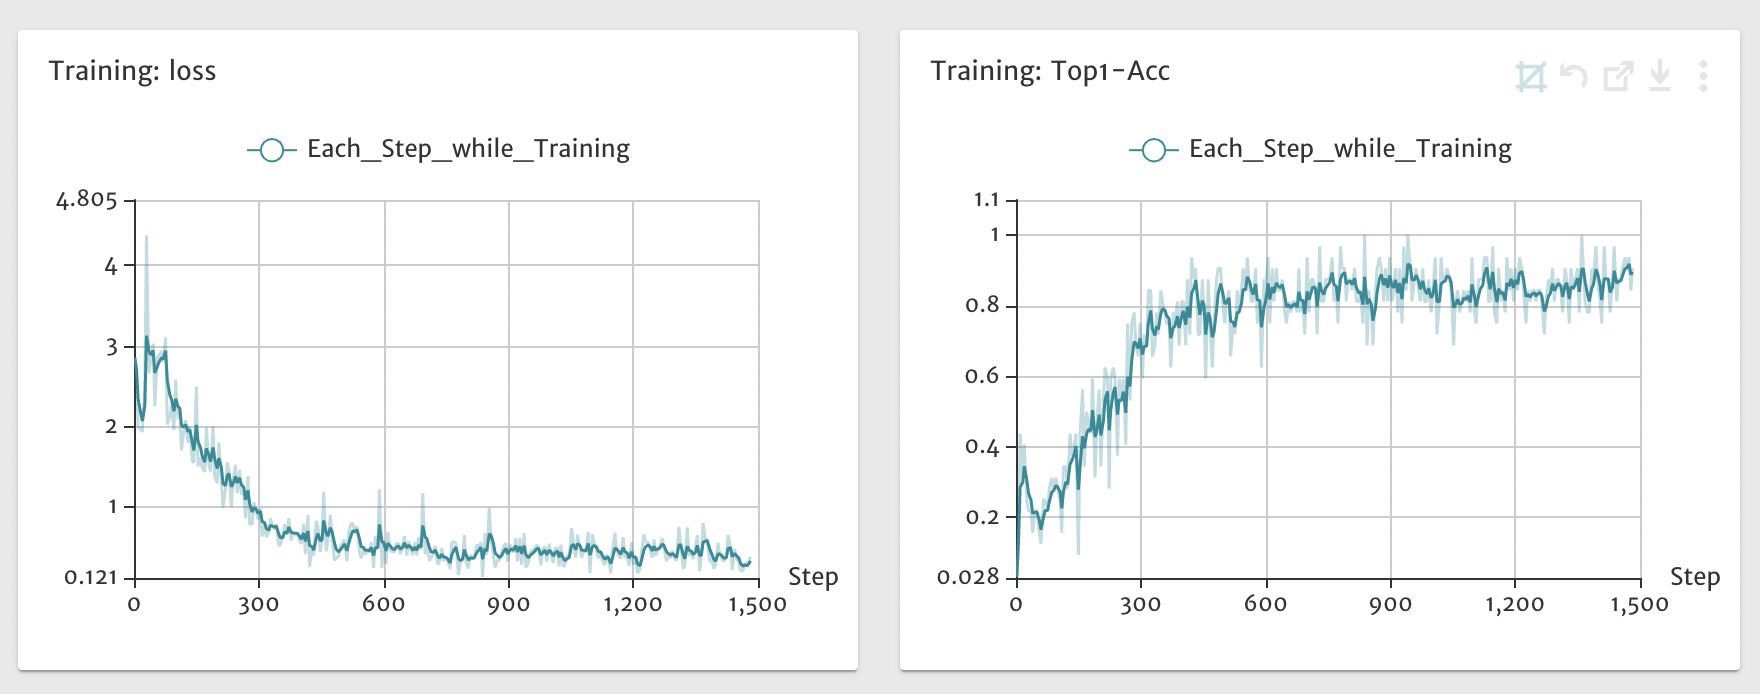 Training: loss
Each_Step_while_Training
4.805
4
3
2
1
0.121
0 300 600 900 1,200 1,500
Step
Training: Top1-Acc
Each_Step_while_Training
1.1
1
0.8
0.6
0.4
0.2
0.028
0 300 600 900 1,200 1,500
Step